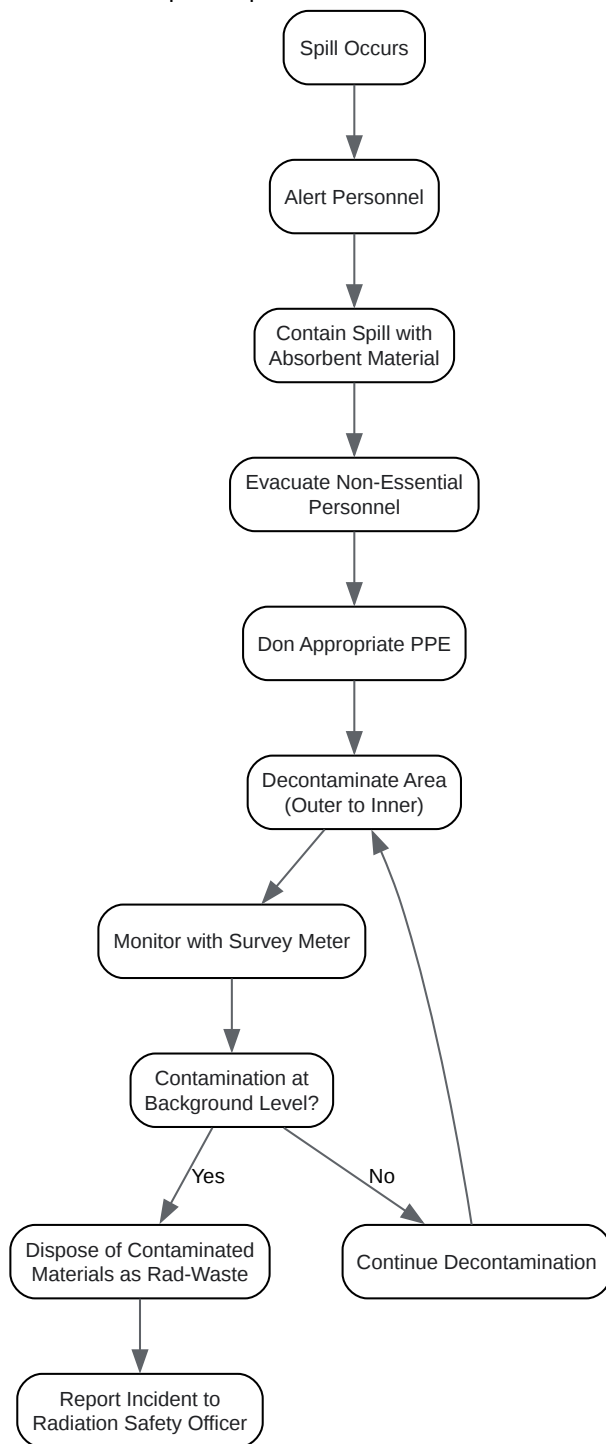 Spill Occurs
Alert Personnel
Contain Spill with
Absorbent Material
Evacuate Non-Essential
Personnel
Don Appropriate PPE
Decontaminate Area
(Outer to Inner)
Monitor with Survey Meter
Contamination at
Background Level?
Yes
No
Dispose of Contaminated
Materials as Rad-Waste
Continue Decontamination
Report Incident to
Radiation Safety Officer